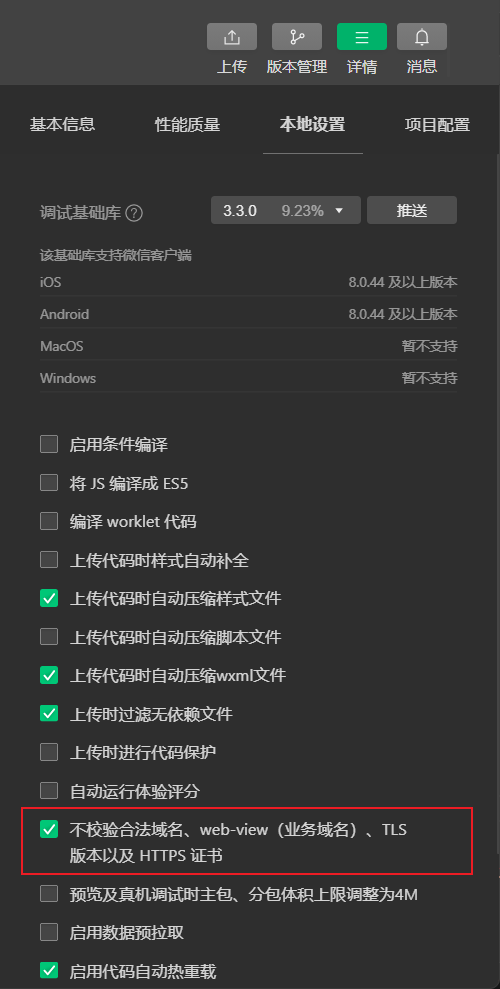 上传 版本管理 详情 消息
基本信息 性能质量 本地设置 项目配置
调试基础库 ? 3.3.0 9.23% 推送
该基础库支持微信客户端
iOS 8.0.44 及以上版本
Android 8.0.44 及以上版本
MacOS 暂不支持
Windows 暂不支持
启用条件编译
将 JS 编译成 ES5
编译 worklet 代码
上传代码时样式自动补全
上传代码时自动压缩样式文件
上传代码时自动压缩脚本文件
上传代码时自动压缩wxml文件
上传时过滤无依赖文件
上传时进行代码保护
自动运行体验评分
不校验合法域名、web-view（业务域名）、TLS
版本以及 HTTPS 证书
预览及真机调试时主包、分包体积上限调整为4M
启用数据预拉取
启用代码自动热重载